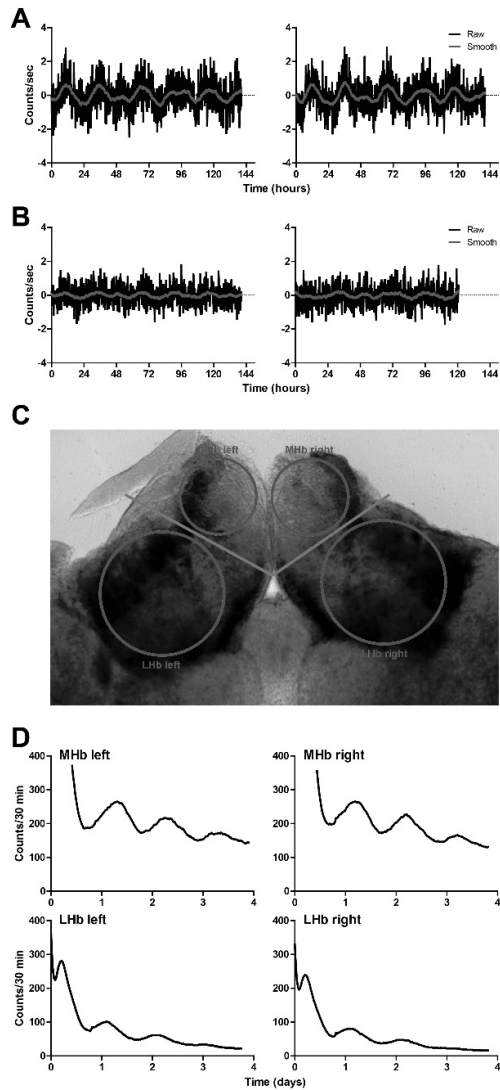 A
Counts/sec
4
2
0
-2
-4
0 24 48 72 96 120 144
4
2
0
-2
-4
0 24 48 72 96 120 144
Raw
Smooth
Time (hours)
B
Counts/sec
4
2
0
-2
-4
0 24 48 72 96 120 144
4
2
0
-2
-4
0 24 48 72 96 120 144
Raw
Smooth
Time (hours)
C
left
MHb right
LHb left
LHb right
D
MHb left
Counts/30 min
400
300
200
100
0
0 1 2 3 4
MHb right
400
300
200
100
0
0 1 2 3 4
LHb left
Counts/30 min
400
300
200
100
0
0 1 2 3 4
LHb right
400
300
200
100
0
0 1 2 3 4
Time (days)